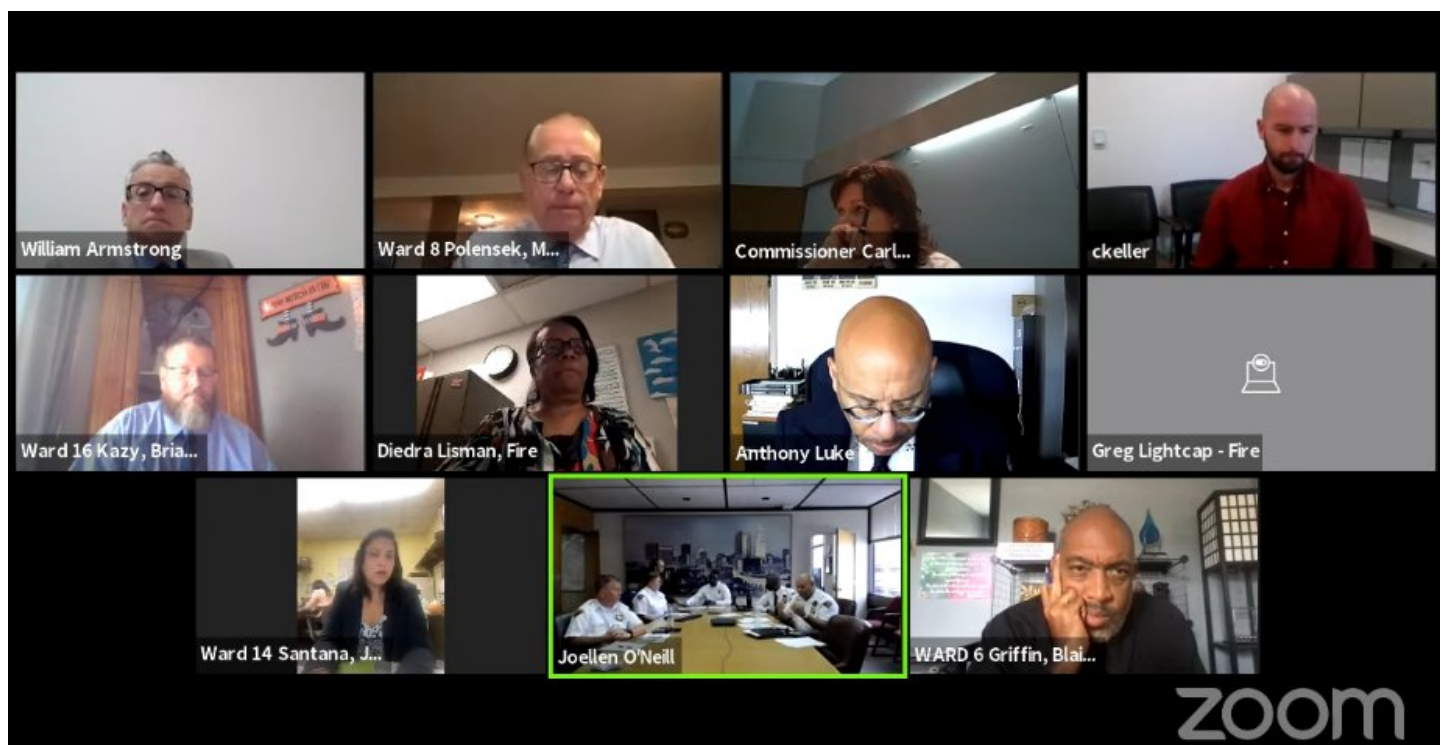 William Armstrong
Ward 8 Polensek, M...
Commissioner Carl...
ckeller
Ward 16 Kazy, Bria...
Diedra Lisman, Fire
Anthony Luke
Greg Lightcap - Fire
Ward 14 Santana, J...
Joellen O'Neill
WARD 6 Griffin, Blai...
zoom